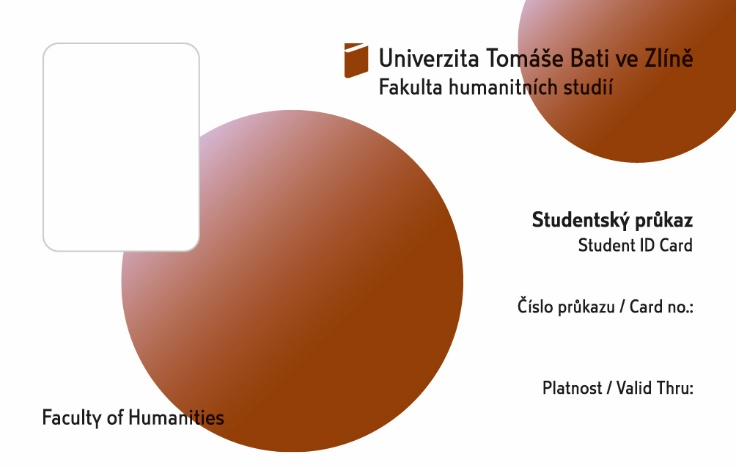 Univerzita Tomáše Bati ve Zlíně
Fakulta humanitních studií
Studentský průkaz
Student ID Card
Číslo průkazu / Card no.:
Platnost / Valid Thru:
Faculty of Humanities